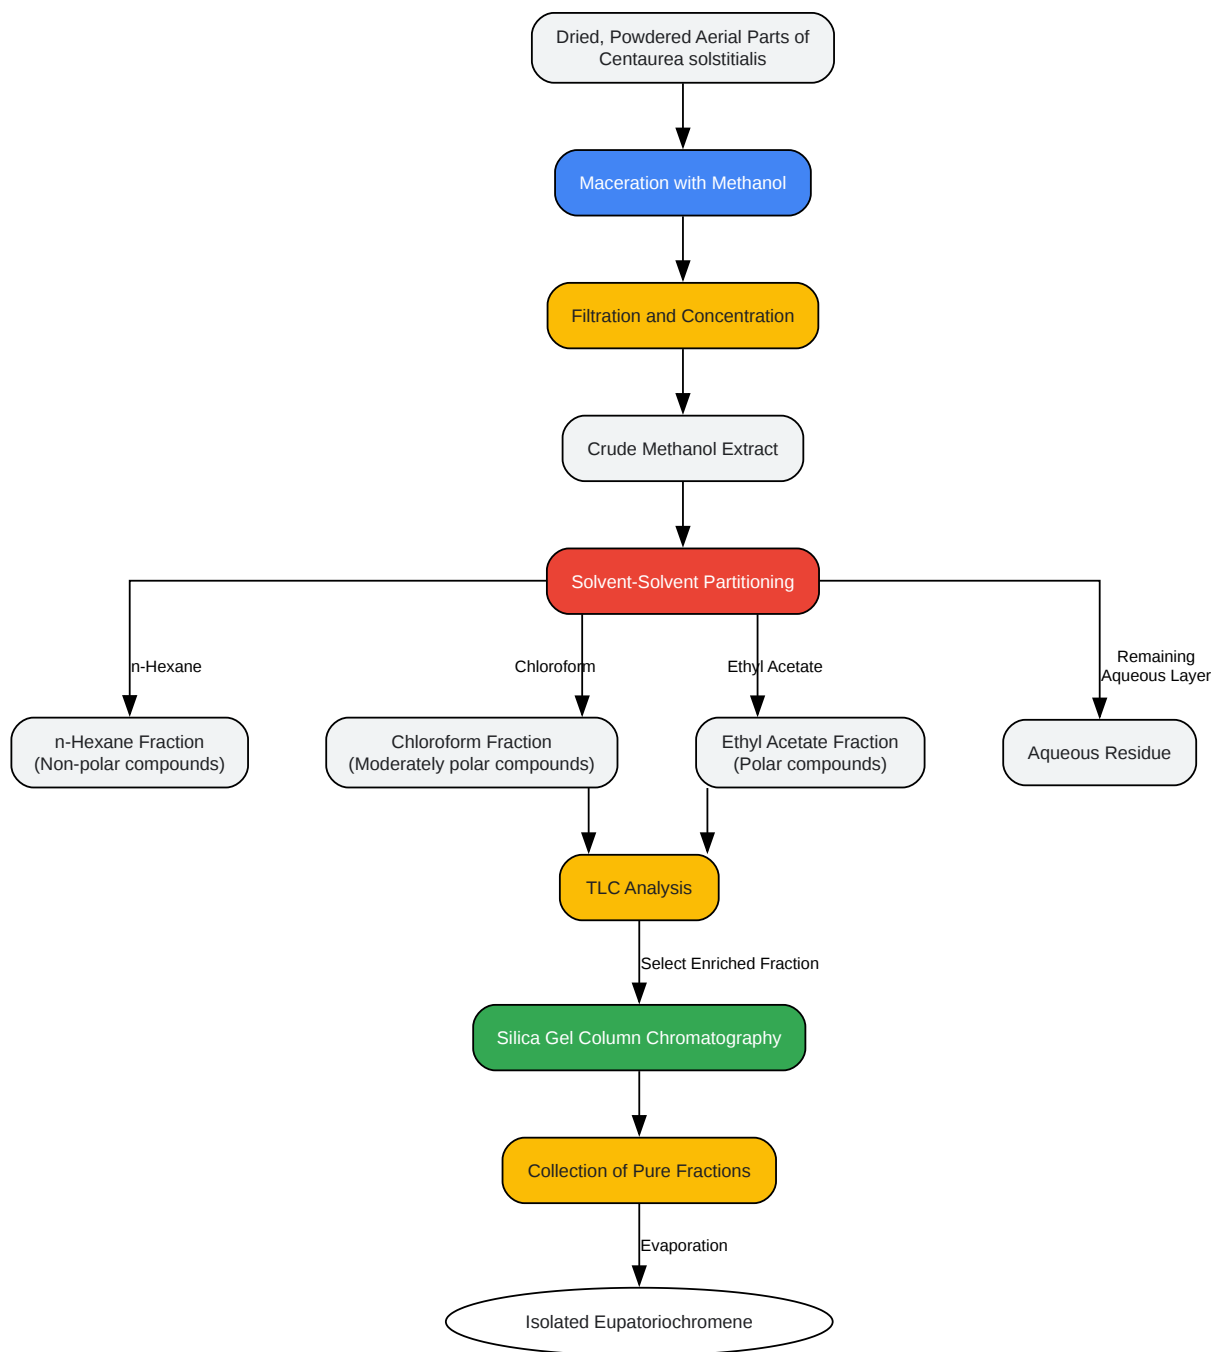 Dried, Powdered Aerial Parts of
Centaurea solstitialis
Maceration with Methanol
Filtration and Concentration
Crude Methanol Extract
Solvent-Solvent Partitioning
n-Hexane
Chloroform
Ethyl Acetate
Remaining
Aqueous Layer
n-Hexane Fraction
(Non-polar compounds)
Chloroform Fraction
(Moderately polar compounds)
Ethyl Acetate Fraction
(Polar compounds)
Aqueous Residue
TLC Analysis
Select Enriched Fraction
Silica Gel Column Chromatography
Collection of Pure Fractions
Evaporation
Isolated Eupatoriochromene